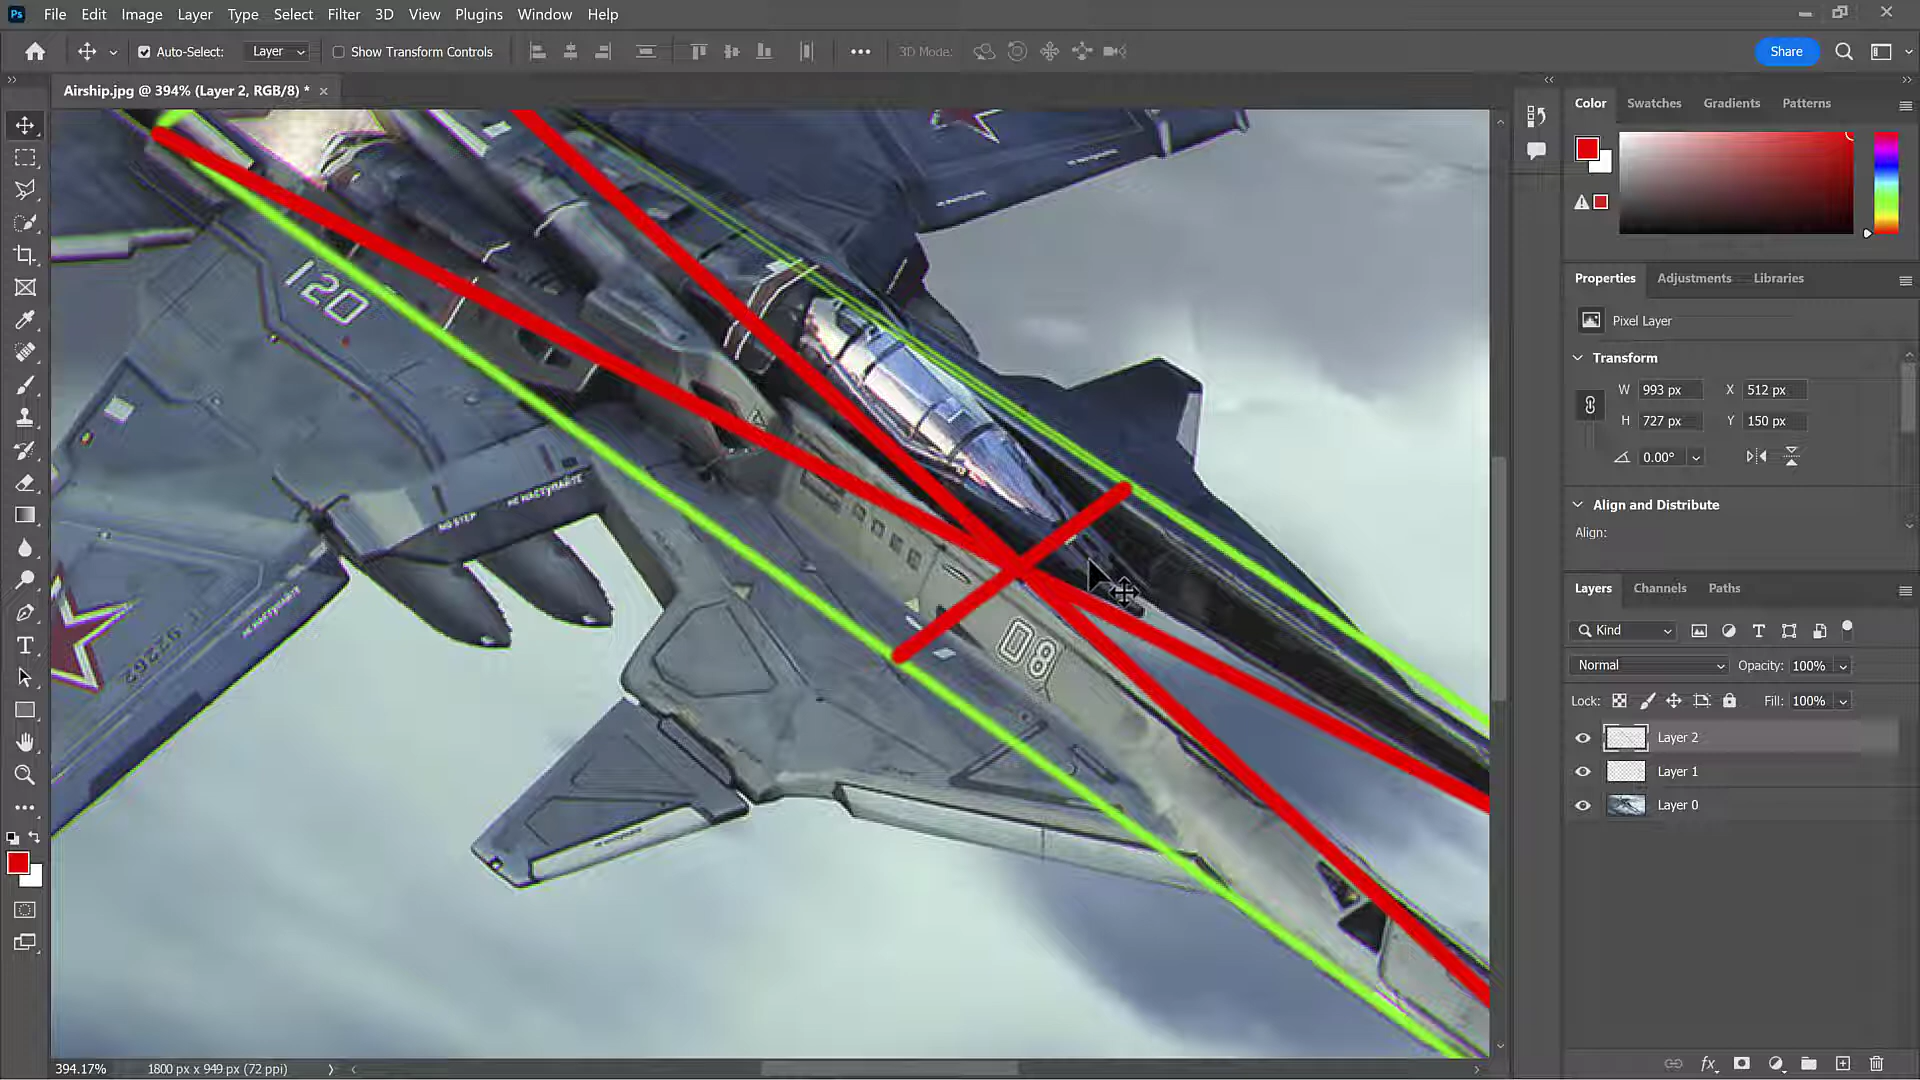 Ps File Edit Image Layer Type Select Filter 3D View Plugins Window Help
Auto-Select: Layer Show Transform Controls 3D Mode: Share
Airship.jpg @ 394% (Layer 2, RGB/8) * ×
Color Swatches Gradients Patterns
Properties Adjustments Libraries
Pixel Layer
Transform
W 993 px X 512 px
H 727 px Y 150 px
0.00°
Align and Distribute
Align:
Layers Channels Paths
Kind
Normal Opacity: 100%
Lock: Fill: 100%
Layer 2
Layer 1
Layer 0
120
NO STEP
08
394.17% 1800 px x 949 px (72 ppi)